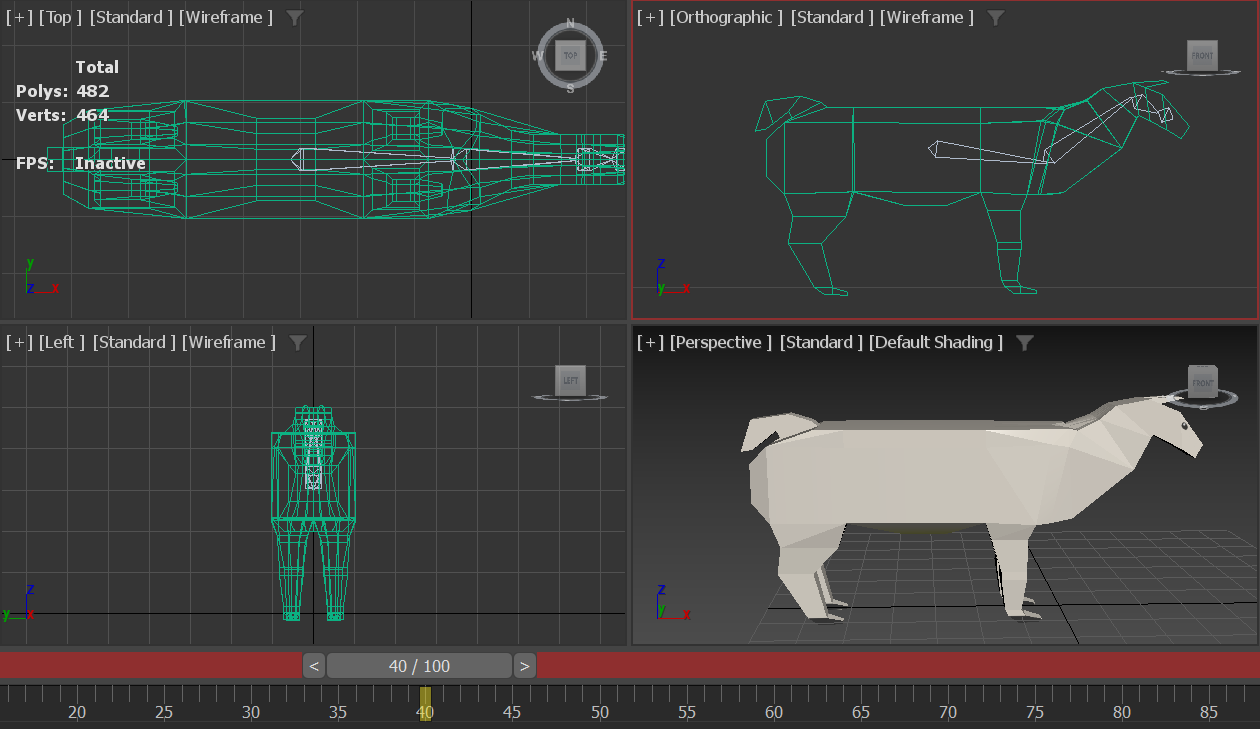 [+] [Top ] [Standard ] [Wireframe ]
N
W TOP E
S
Total
Polys: 482
Verts: 464
FPS: Inactive
y
z x
[+] [Orthographic ] [Standard ] [Wireframe ]
FRONT
z
y x
[+] [Left ] [Standard ] [Wireframe ]
LEFT
z
y x
[+] [Perspective ] [Standard ] [Default Shading ]
FRONT
z
y x
< 40 / 100 >
20 25 30 35 40 45 50 55 60 65 70 75 80 85